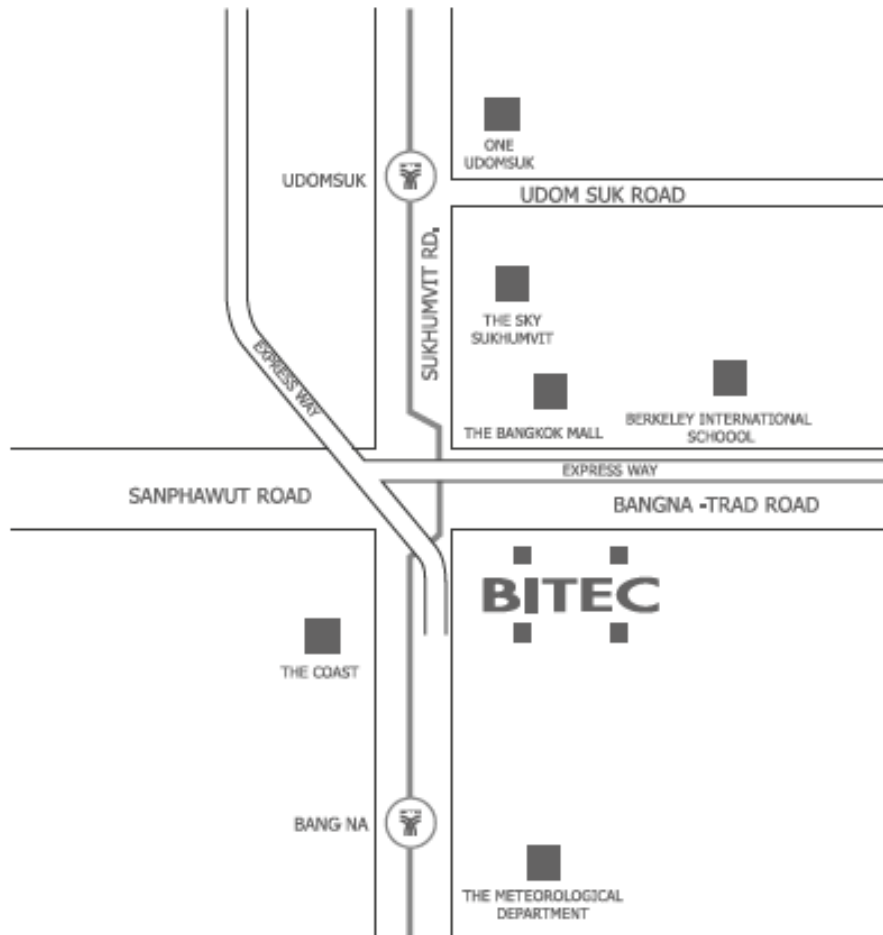 ONE
UDOMSUK
UDOMSUK
UDOM SUK ROAD
SUKHUMVIT RD.
THE SKY
SUKHUMVIT
EXPRESS WAY
THE BANGKOK MALL
BERKELEY INTERNATIONAL
SCHOOOL
EXPRESS WAY
SANPHAWUT ROAD
BANGNA -TRAD ROAD
BITEC
THE COAST
BANG NA
THE METEOROLOGICAL
DEPARTMENT